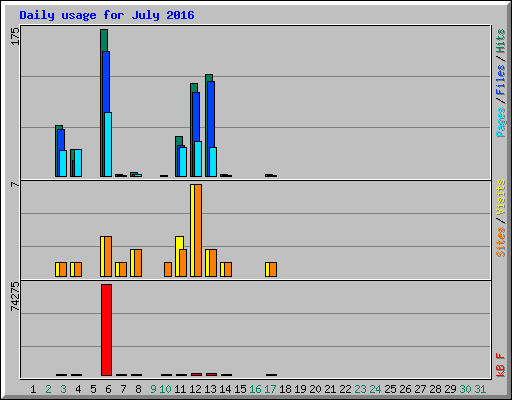 Daily usage for July 2016
175
Pages / Files / Hits
7
Sites / Visits
74275
kB F
1 2 3 4 5 6 7 8 9 10 11 12 13 14 15 16 17 18 19 20 21 22 23 24 25 26 27 28 29 30 31